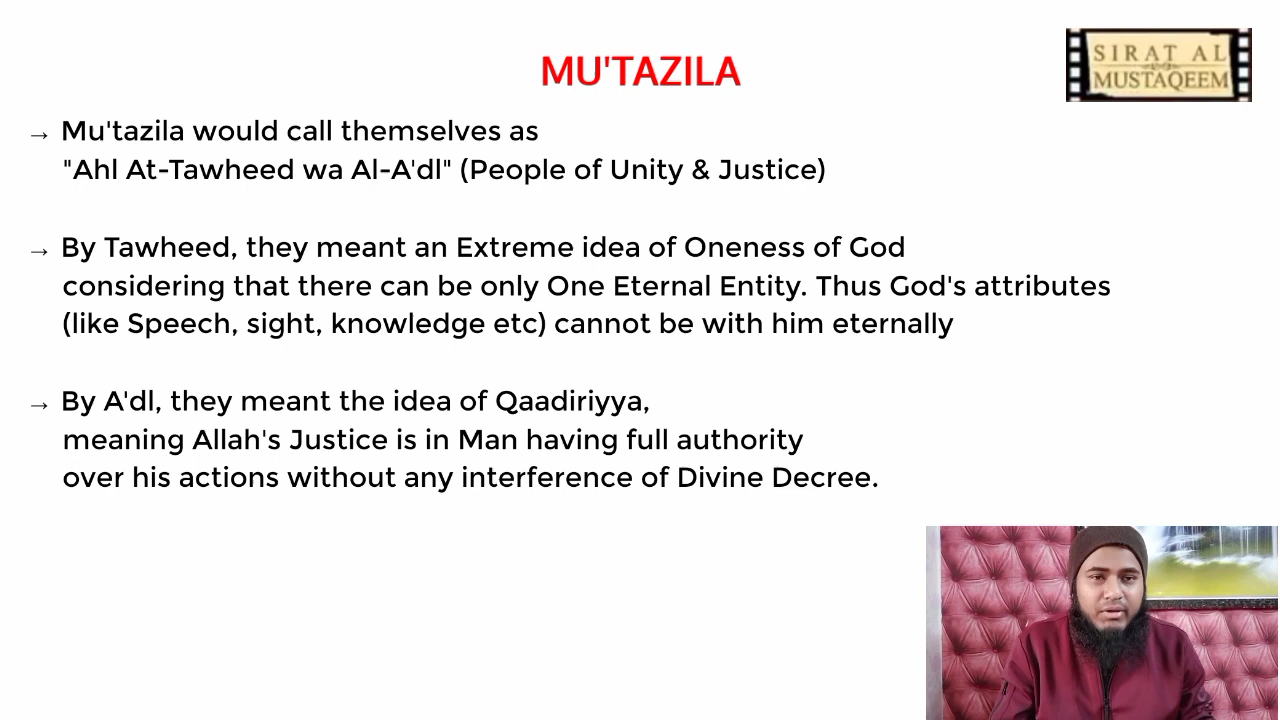 MU'TAZILA
SIRAT AL
MUSTAQEEM
→ Mu'tazila would call themselves as
"Ahl At-Tawheed wa Al-A'dl" (People of Unity & Justice)
→ By Tawheed, they meant an Extreme idea of Oneness of God
considering that there can be only One Eternal Entity. Thus God's attributes
(like Speech, sight, knowledge etc) cannot be with him eternally
→ By A'dl, they meant the idea of Qaadiriyya,
meaning Allah's Justice is in Man having full authority
over his actions without any interference of Divine Decree.